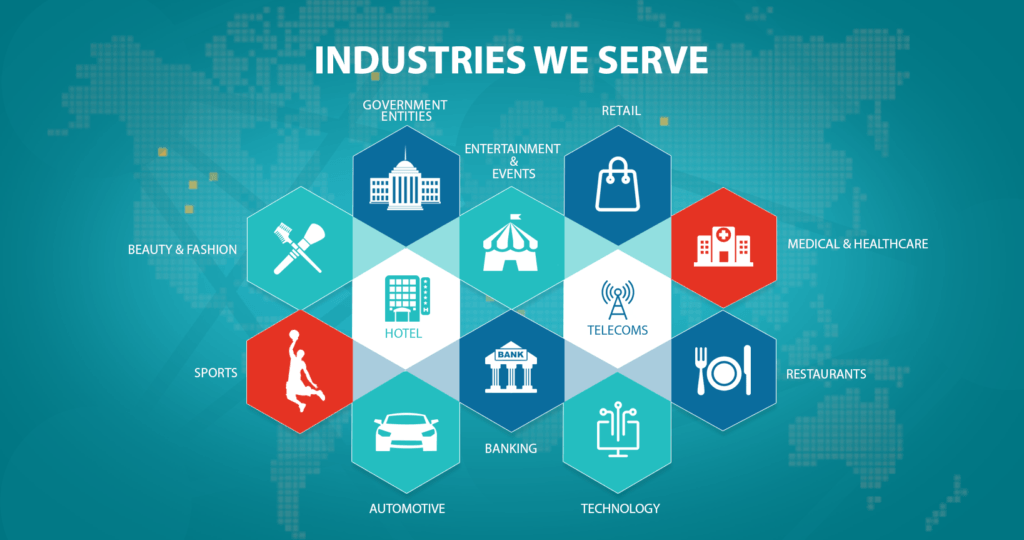 INDUSTRIES WE SERVE
GOVERNMENT
ENTITIES
RETAIL
ENTERTAINMENT
&
EVENTS
BEAUTY & FASHION
MEDICAL & HEALTHCARE
H
HOTEL
TELECOMS
BANK
SPORTS
RESTAURANTS
BANKING
AUTOMOTIVE
TECHNOLOGY